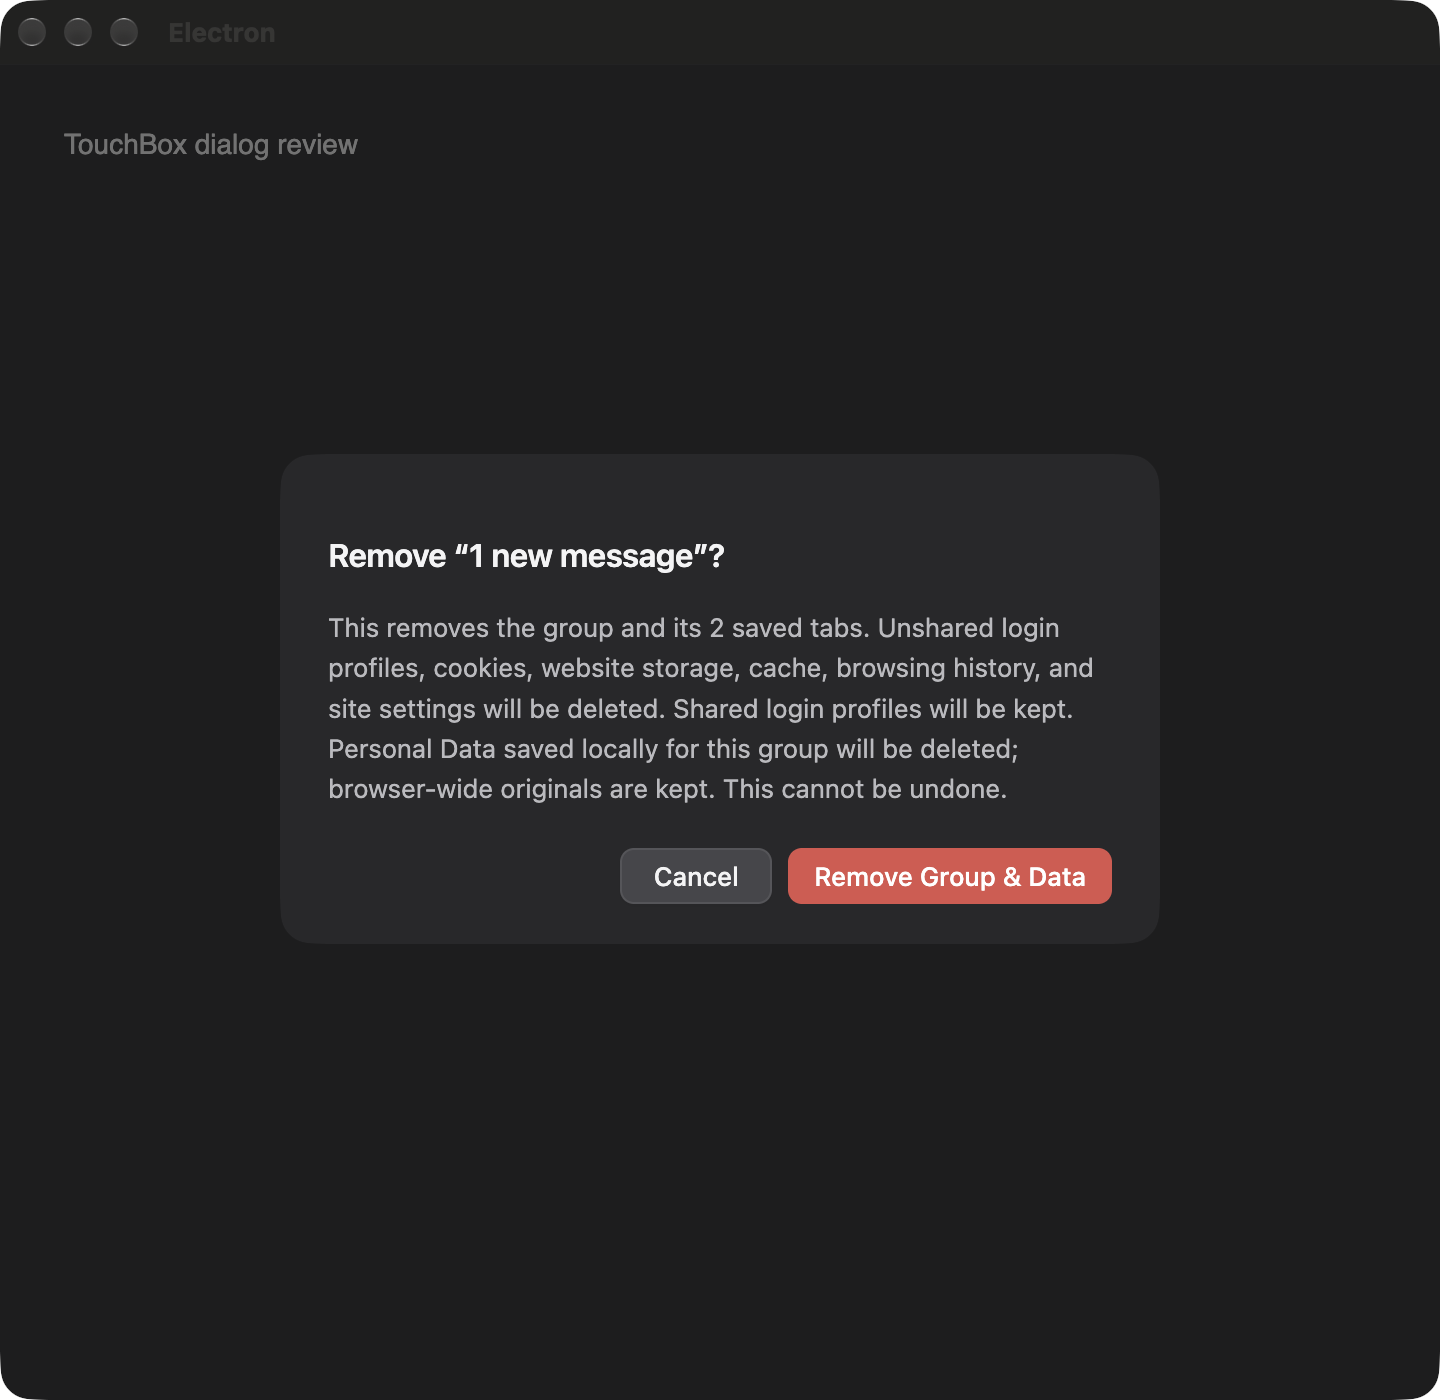 Electron
TouchBox dialog review
Remove “1 new message”?
This removes the group and its 2 saved tabs. Unshared login
profiles, cookies, website storage, cache, browsing history, and
site settings will be deleted. Shared login profiles will be kept.
Personal Data saved locally for this group will be deleted;
browser-wide originals are kept. This cannot be undone.
Cancel
Remove Group & Data